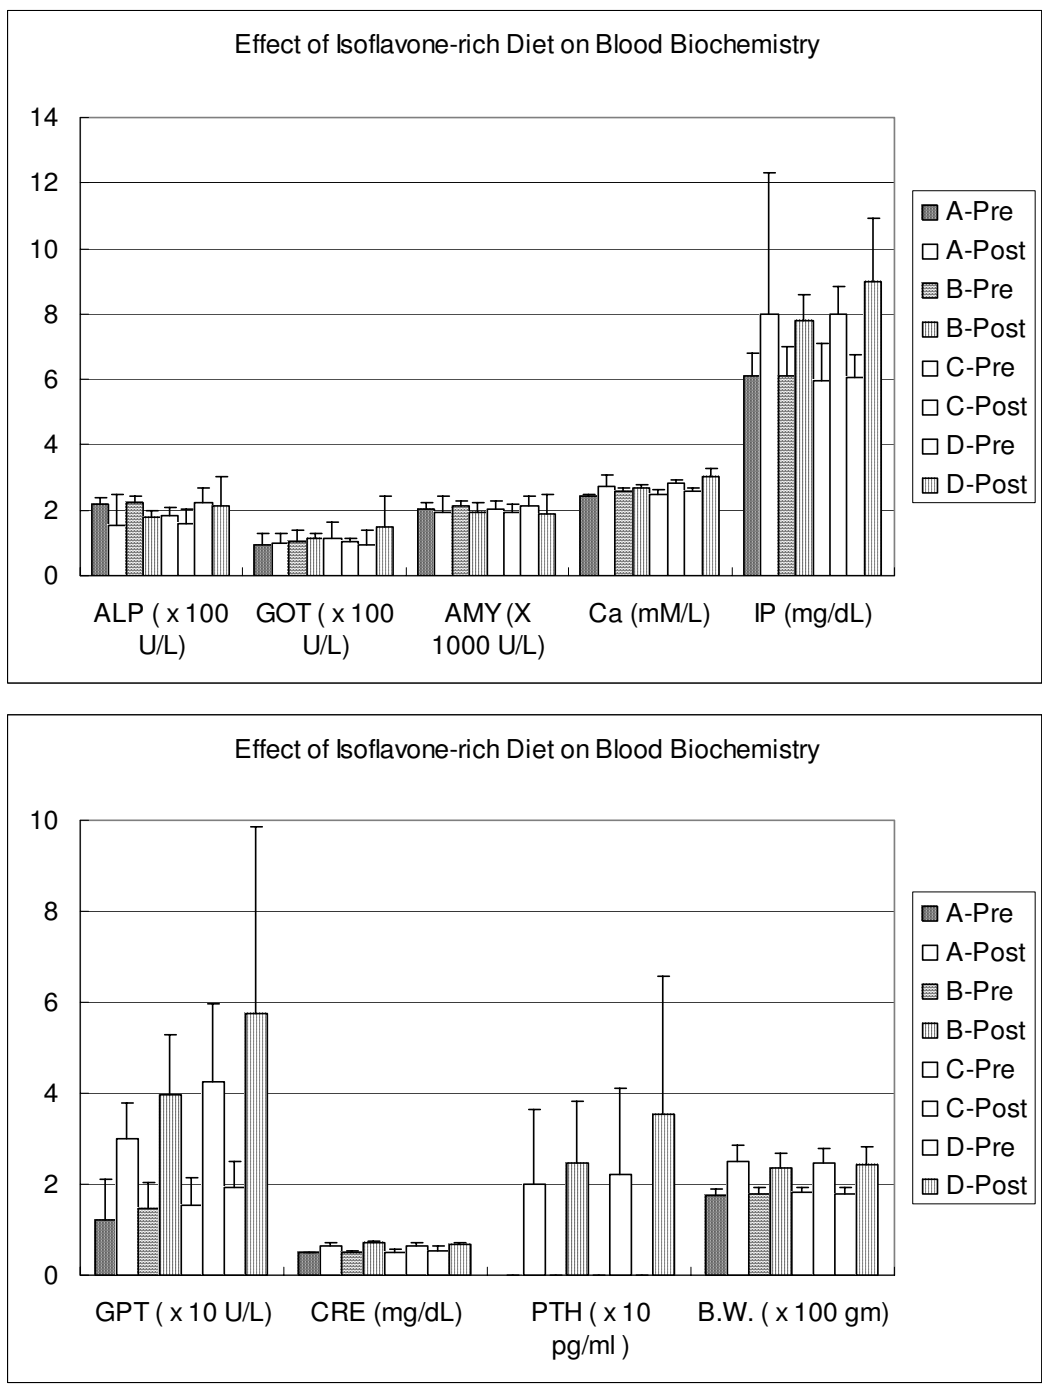 Effect of Isoflavone-rich Diet on Blood Biochemistry
14
12
10
8
6
4
2
0
ALP ( x 100 U/L)
GOT ( x 100 U/L)
AMY (X 1000 U/L)
Ca (mM/L)
IP (mg/dL)
A-Pre
A-Post
B-Pre
B-Post
C-Pre
C-Post
D-Pre
D-Post
Effect of Isoflavone-rich Diet on Blood Biochemistry
10
8
6
4
2
0
GPT ( x 10 U/L)
CRE (mg/dL)
PTH ( x 10 pg/ml )
B.W. ( x 100 gm)
A-Pre
A-Post
B-Pre
B-Post
C-Pre
C-Post
D-Pre
D-Post